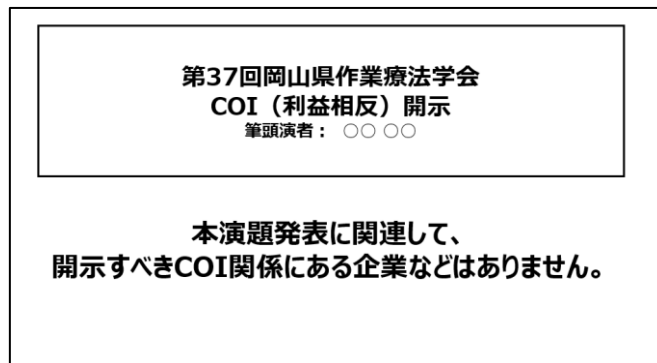 第37回岡山県作業療法学会
COI（利益相反）開示
筆頭演者： ○○ ○○
本演題発表に関連して、
開示すべきCOI関係にある企業などはありません。